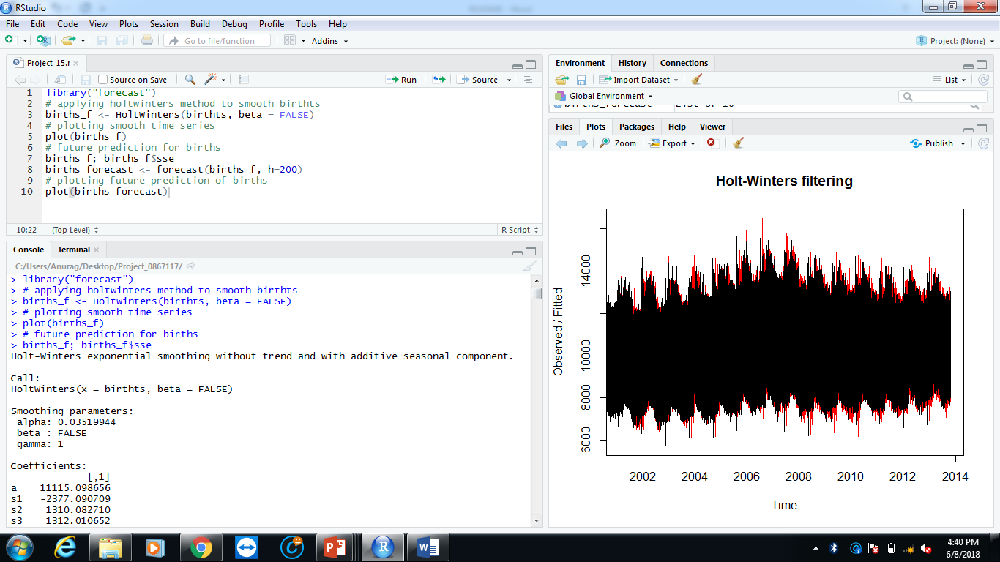 RStudio
File Edit Code View Plots Session Build Debug Profile Tools Help
Go to file/function Addins Project: (None)
Project_15.r
Source on Save Run Source
1 library("forecast")
2 # applying holtwinters method to smooth birthts
3 births_f <- HoltWinters(birthts, beta = FALSE)
4 # plotting smooth time series
5 plot(births_f)
6 # future prediction for births
7 births_f; births_f$sse
8 births_forecast <- forecast(births_f, h=200)
9 # plotting future prediction of births
10 plot(births_forecast)
10:22 (Top Level) R Script
Console Terminal
C:/Users/Anurag/Desktop/Project_0867117/
> library("forecast")
> # applying holtwinters method to smooth birthts
> births_f <- HoltWinters(birthts, beta = FALSE)
> # plotting smooth time series
> plot(births_f)
> # future prediction for births
> births_f; births_f$sse
Holt-Winters exponential smoothing without trend and with additive seasonal component.
Call:
HoltWinters(x = birthts, beta = FALSE)
Smoothing parameters:
alpha: 0.03519944
beta : FALSE
gamma: 1
Coefficients:
[,1]
a 11115.098656
s1 -2377.090709
s2 1310.082710
s3 1312.010652
Environment History Connections
Import Dataset List
Global Environment
Files Plots Packages Help Viewer
Zoom Export Publish
Holt-Winters filtering
Observed / Fitted
14000
10000
8000
6000
2002 2004 2006 2008 2010 2012 2014
Time
4:40 PM
6/8/2018